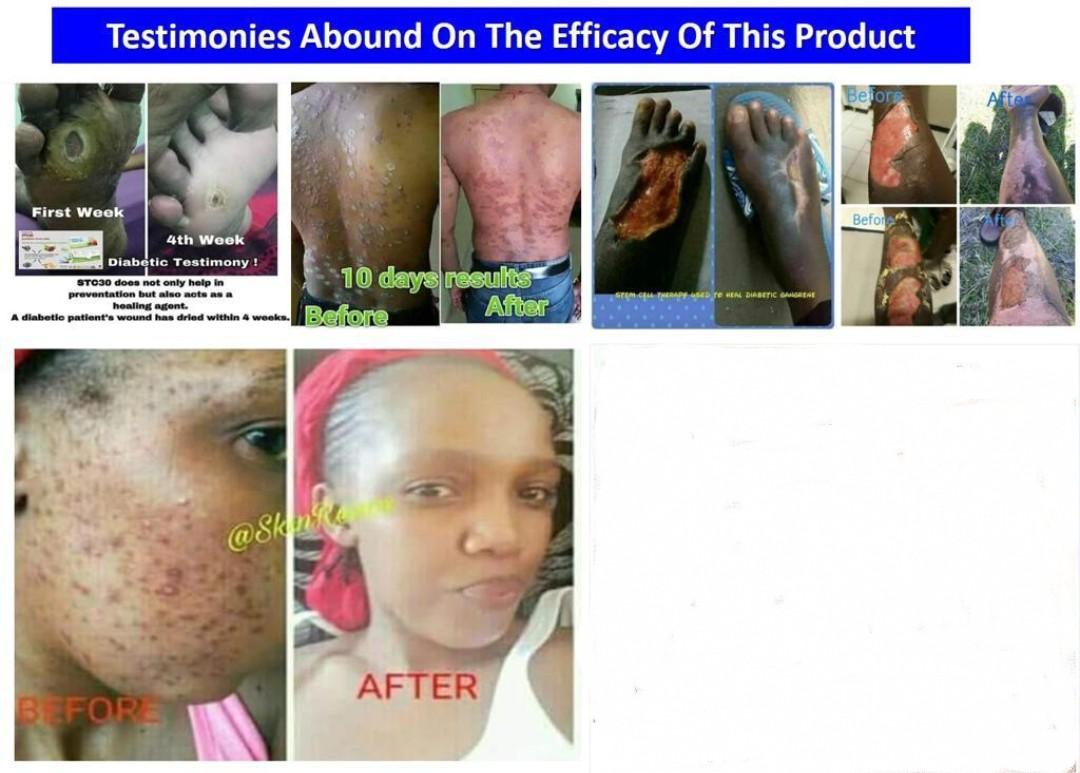 Testimonies Abound On The Efficacy Of This Product
First Week
4th Week
Diabetic Testimony !
STC30 does not only help in
preventation but also acts as a
healing agent.
A diabetic patient's wound has dried within 4 weeks.
10 days results
Before
After
STEM CELL THERAPY USED TO HEAL DIABETIC GANGRENE
Before
After
Before
After
BEFORE
AFTER